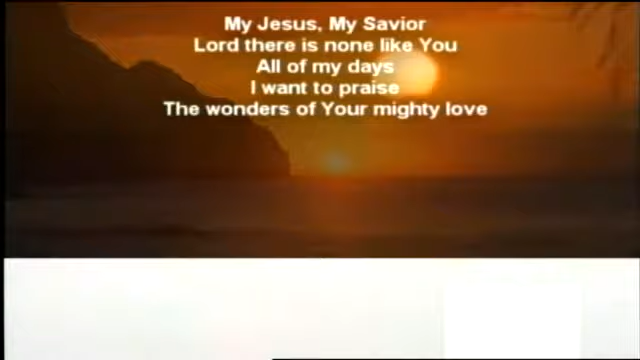 My Jesus, My Savior
Lord there is none like You
All of my days
I want to praise
The wonders of Your mighty love